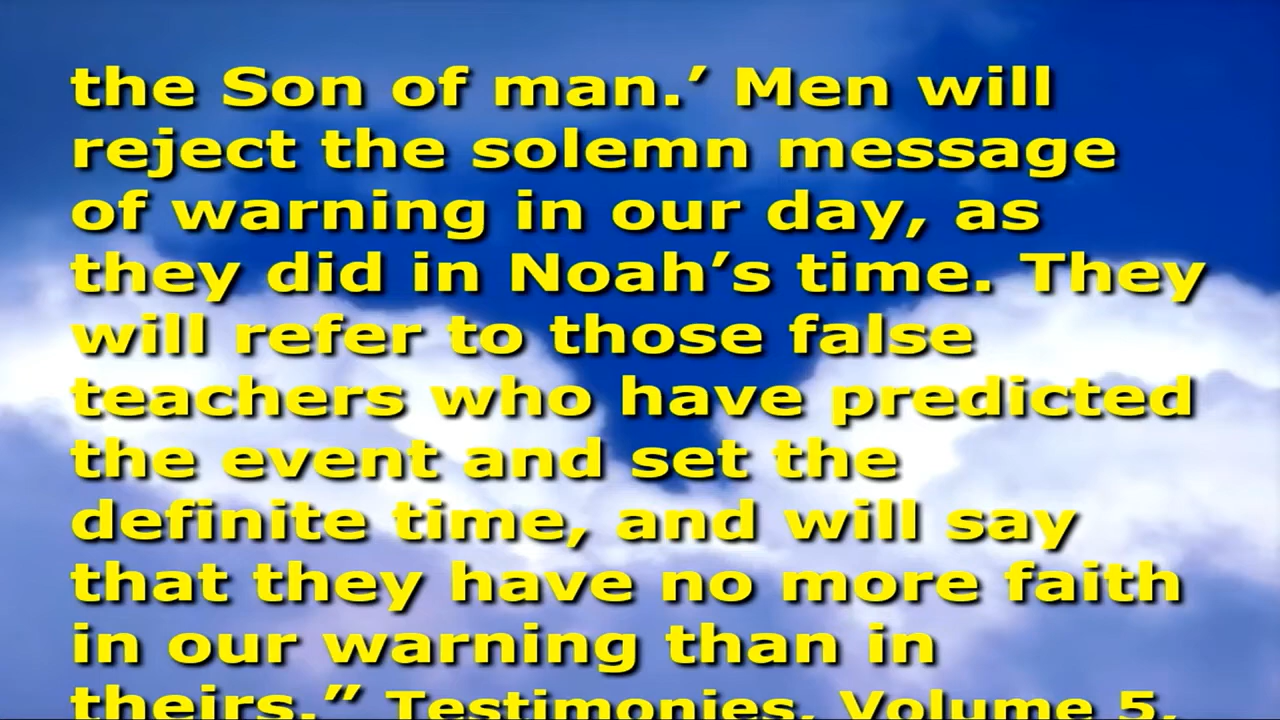 the Son of man.’ Men will
reject the solemn message
of warning in our day, as
they did in Noah’s time. They
will refer to those false
teachers who have predicted
the event and set the
definite time, and will say
that they have no more faith
in our warning than in
theirs.” Testimonies, Volume 5,